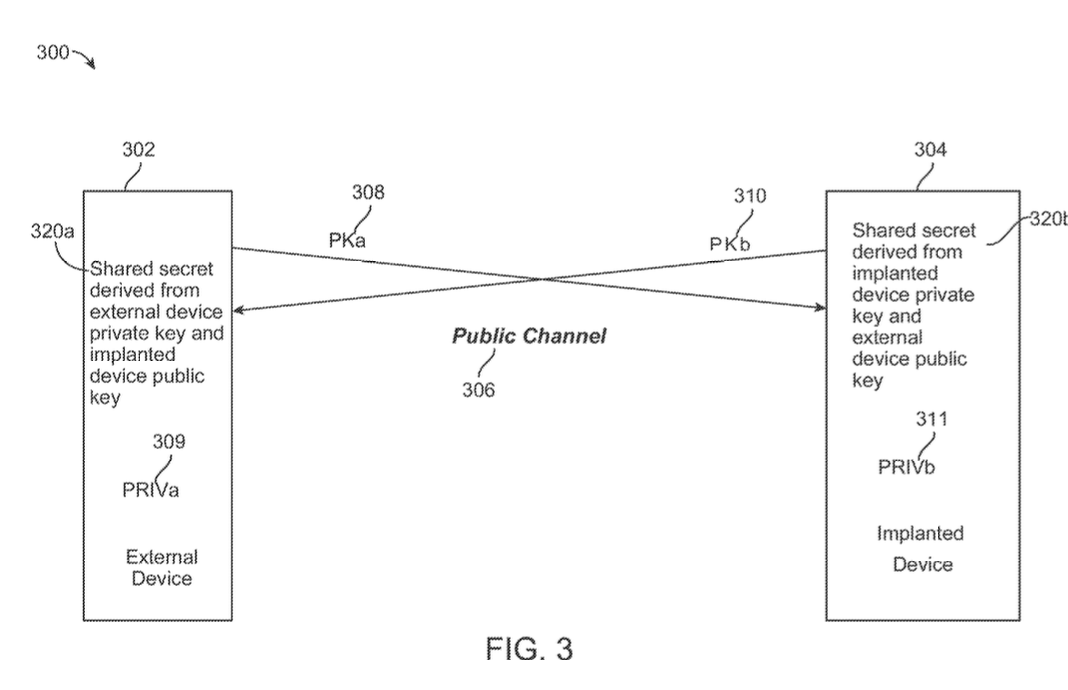 300
302
304
308
310
320a
320b
PKa
PKb
Shared secret
derived from
external device
private key and
implanted
device public
key
Shared secret
derived from
implanted
device private
key and
external
device public
key
Public Channel
306
309
PRIVa
311
PRIVb
External
Device
Implanted
Device
FIG. 3